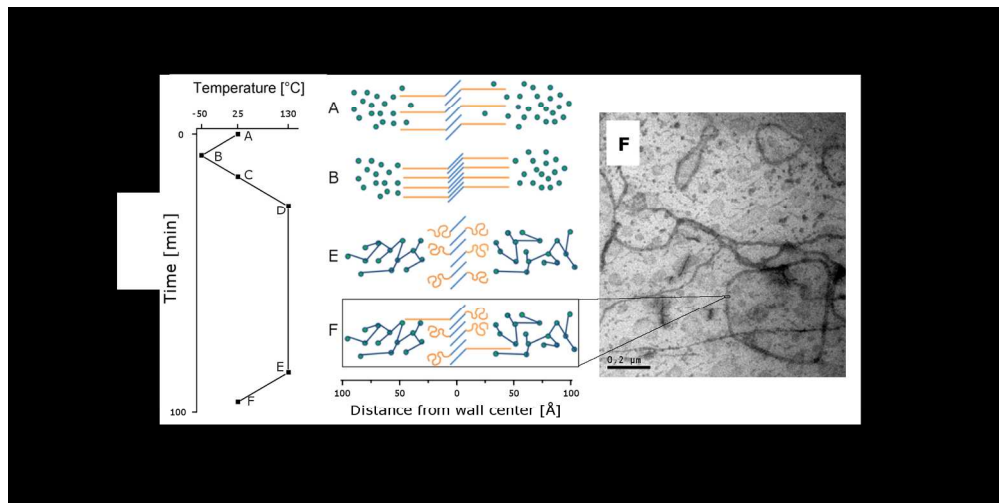 Temperature [°C]
-50 25 130
0
A
B
C
D
E
F
100
Time [min]
A
B
E
F
100 50 0 50 100
Distance from wall center [Å]
F
0,2 µm